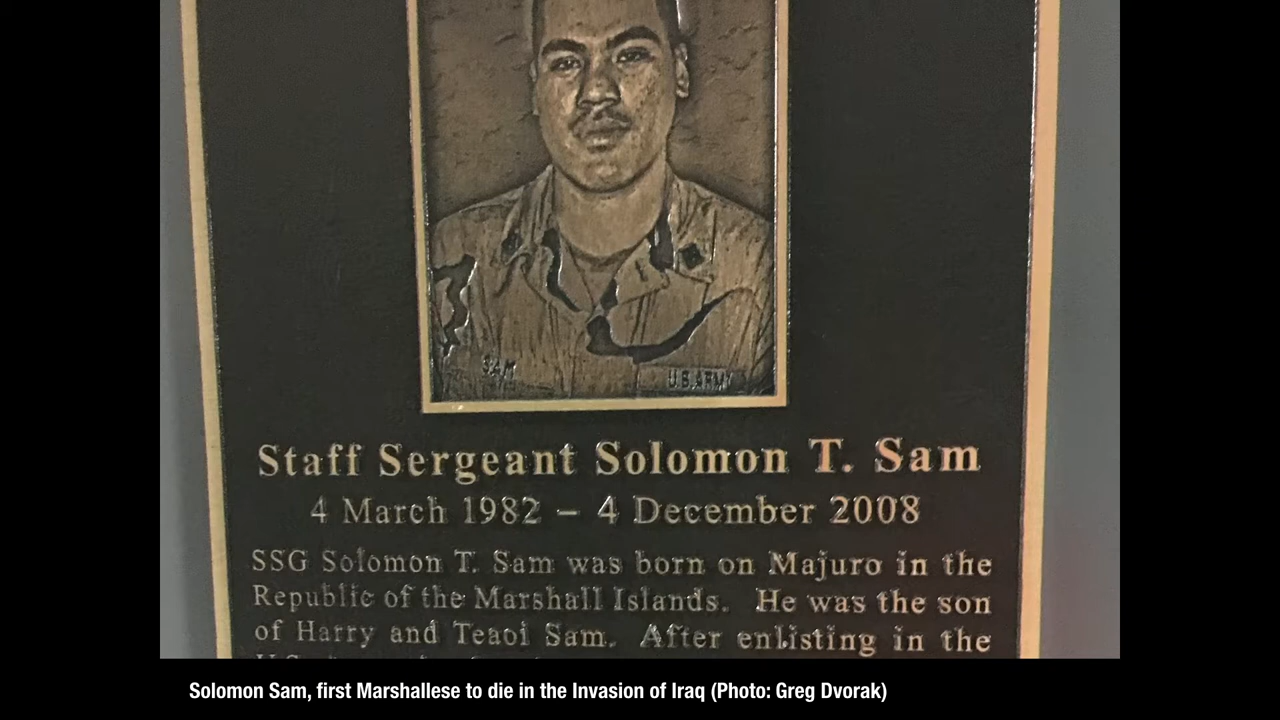 SAM
U.S. ARMY
Staff Sergeant Solomon T. Sam
4 March 1982 – 4 December 2008
SSG Solomon T. Sam was born on Majuro in the
Republic of the Marshall Islands. He was the son
of Harry and Teaoi Sam. After enlisting in the
Solomon Sam, first Marshallese to die in the Invasion of Iraq (Photo: Greg Dvorak)